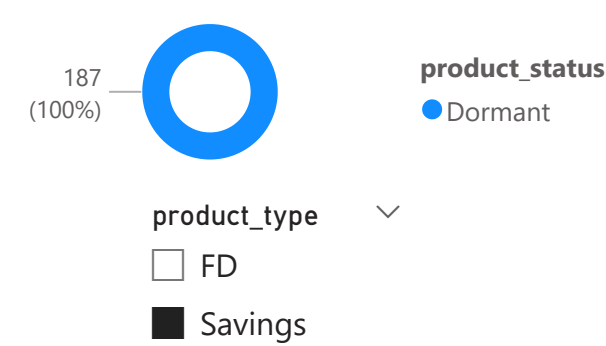 187
(100%)
product_status
Dormant
product_type
FD
Savings